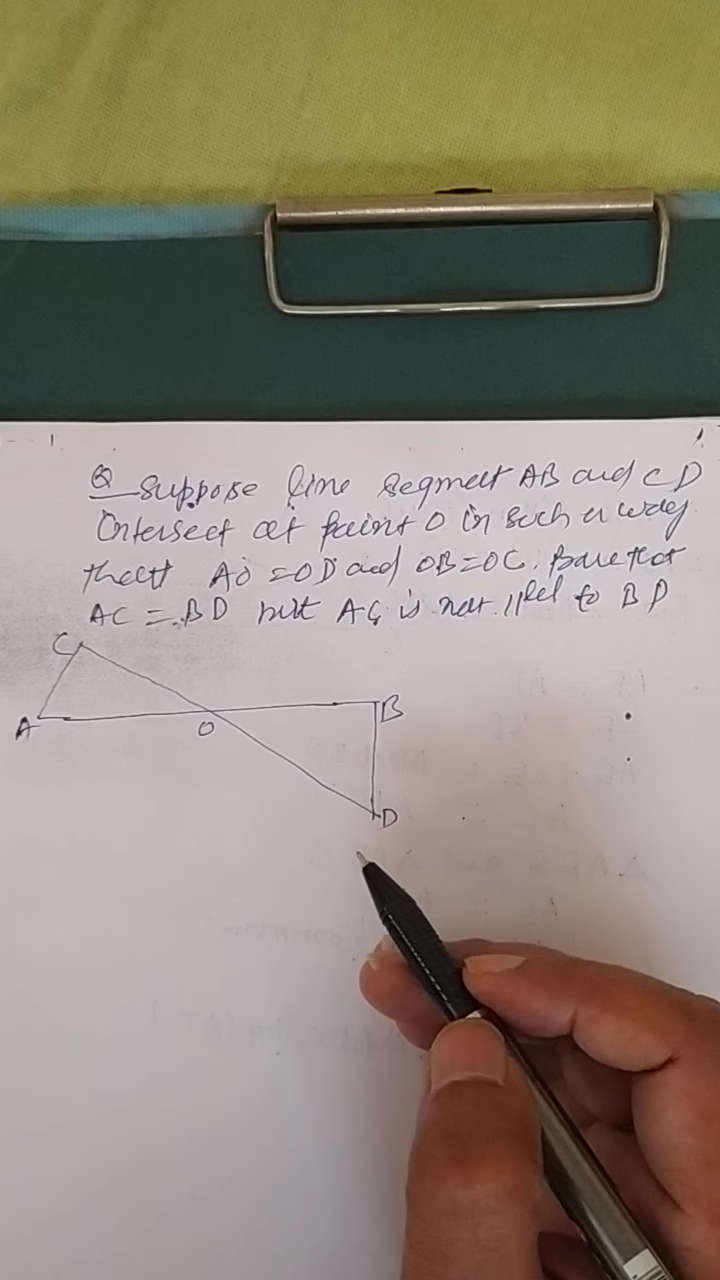 Q Suppose line segment AB and CD
intersect at point O in such a way
that AO = OD and OB = OC. Prove that
AC = BD but AC is not ||el to BD
C
A
O
B
D